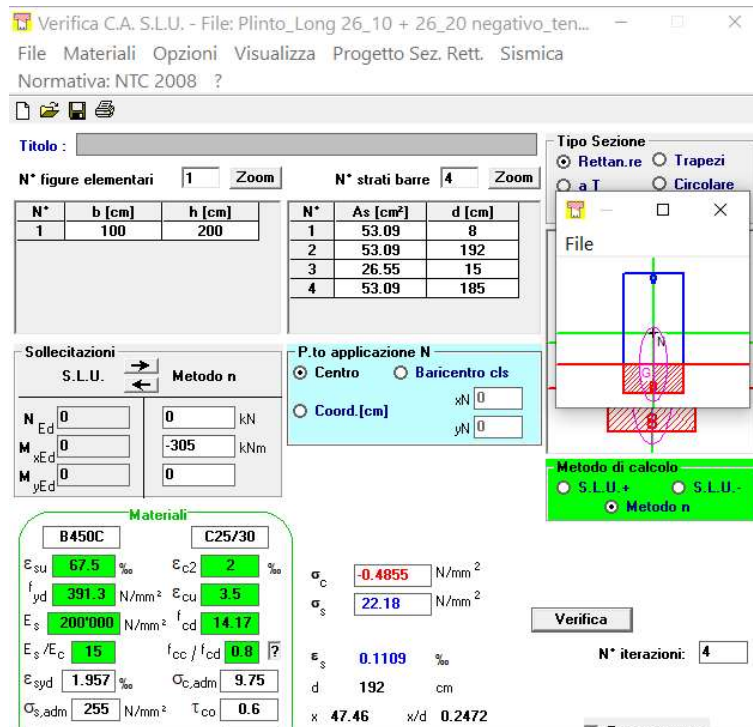 Verifica C.A. S.L.U. - File: Plinto_Long 26_10 + 26_20 negativo_ten...
File Materiali Opzioni Visualizza Progetto Sez. Rett. Sismica
Normativa: NTC 2008 ?
Titolo :
N° figure elementari 1 Zoom
N° strati barre 4 Zoom
N° b [cm] h [cm]
1 100 200
N° As [cm²] d [cm]
1 53.09 8
2 53.09 192
3 26.55 15
4 53.09 185
Tipo Sezione
Rettan.re Trapezi
a T Circolare
File
N
G
8
Sollecitazioni
S.L.U. Metodo n
N Ed 0 0 kN
M xEd 0 -305 kNm
M yEd 0 0
P.to applicazione N
Centro Baricentro cls
Coord.[cm] xN 0
yN 0
Metodo di calcolo
S.L.U.+ S.L.U.-
Metodo n
Materiali
B450C C25/30
εsu 67.5 ‰ εc2 2 ‰
fyd 391.3 N/mm² εcu 3.5
Es 200'000 N/mm² fcd 14.17
Es/Ec 15 fcc/fcd 0.8 ?
εsyd 1.957 ‰ σc,adm 9.75
σs,adm 255 N/mm² τco 0.6
σc -0.4855 N/mm²
σs 22.18 N/mm²
εs 0.1109 ‰
d 192 cm
x 47.46 x/d 0.2472
Verifica
N° iterazioni: 4